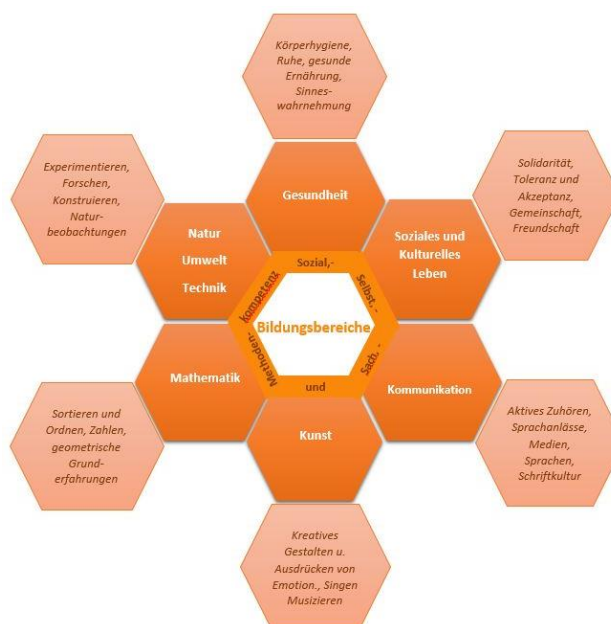 Körperhygiene,
Ruhe, gesunde
Ernährung,
Sinnes-
wahrnehmung
Experimentieren,
Forschen,
Konstruieren,
Natur-
beobachtungen
Solidarität,
Toleranz und
Akzeptanz,
Gemeinschaft,
Freundschaft
Gesundheit
Natur
Umwelt
Technik
Soziales und
Kulturelles
Leben
Sozial,-
Selbst, -
Sach, -
und
Methoden-
kompetenz
Bildungsbereiche
Mathematik
Kommunikation
Kunst
Sortieren und
Ordnen, Zahlen,
geometrische
Grund-
erfahrungen
Aktives Zuhören,
Sprachanlässe,
Medien,
Sprachen,
Schriftkultur
Kreatives
Gestalten u.
Ausdrücken von
Emotion., Singen
Musizieren